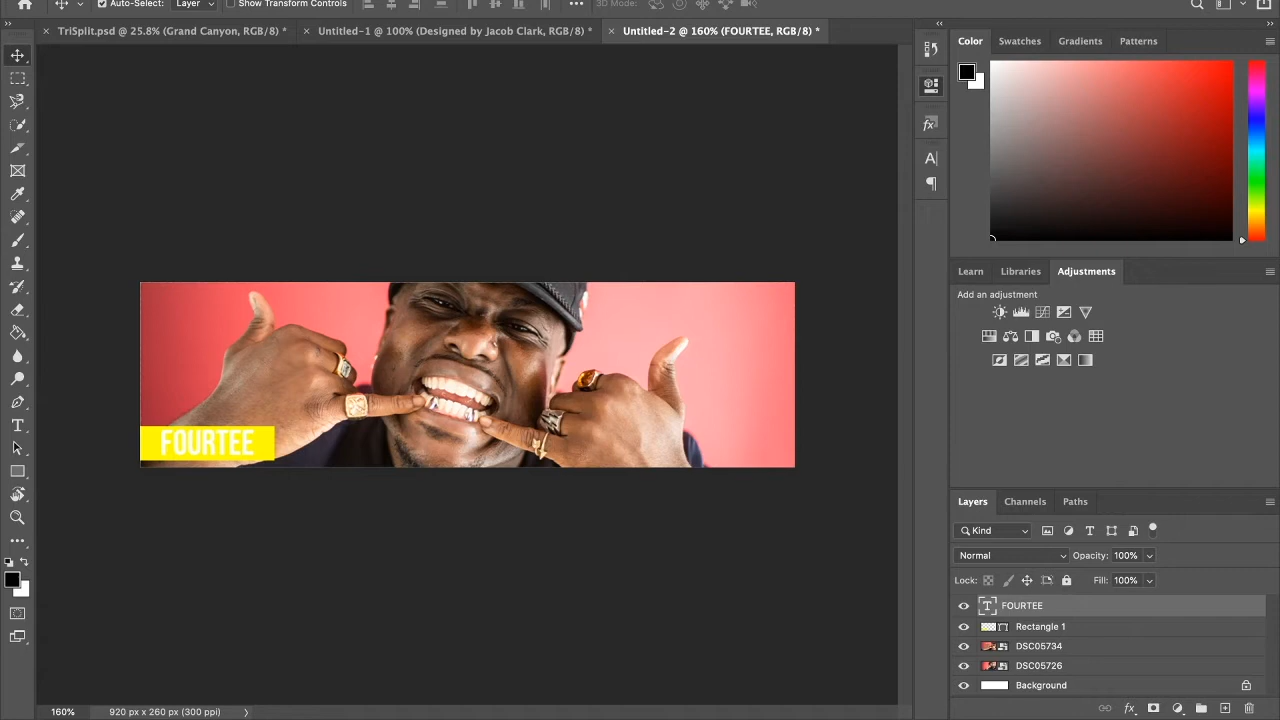 Auto-Select: Layer Show Transform Controls 3D Mode:
TriSplit.psd @ 25.8% (Grand Canyon, RGB/8) *
Untitled-1 @ 100% (Designed by Jacob Clark, RGB/8) *
Untitled-2 @ 160% (FOURTEE, RGB/8) *
Color Swatches Gradients Patterns
Learn Libraries Adjustments
Add an adjustment
FOURTEE
Layers Channels Paths
Kind
Normal Opacity: 100%
Lock: Fill: 100%
FOURTEE
Rectangle 1
DSC05734
DSC05726
Background
160% 920 px x 260 px (300 ppi)